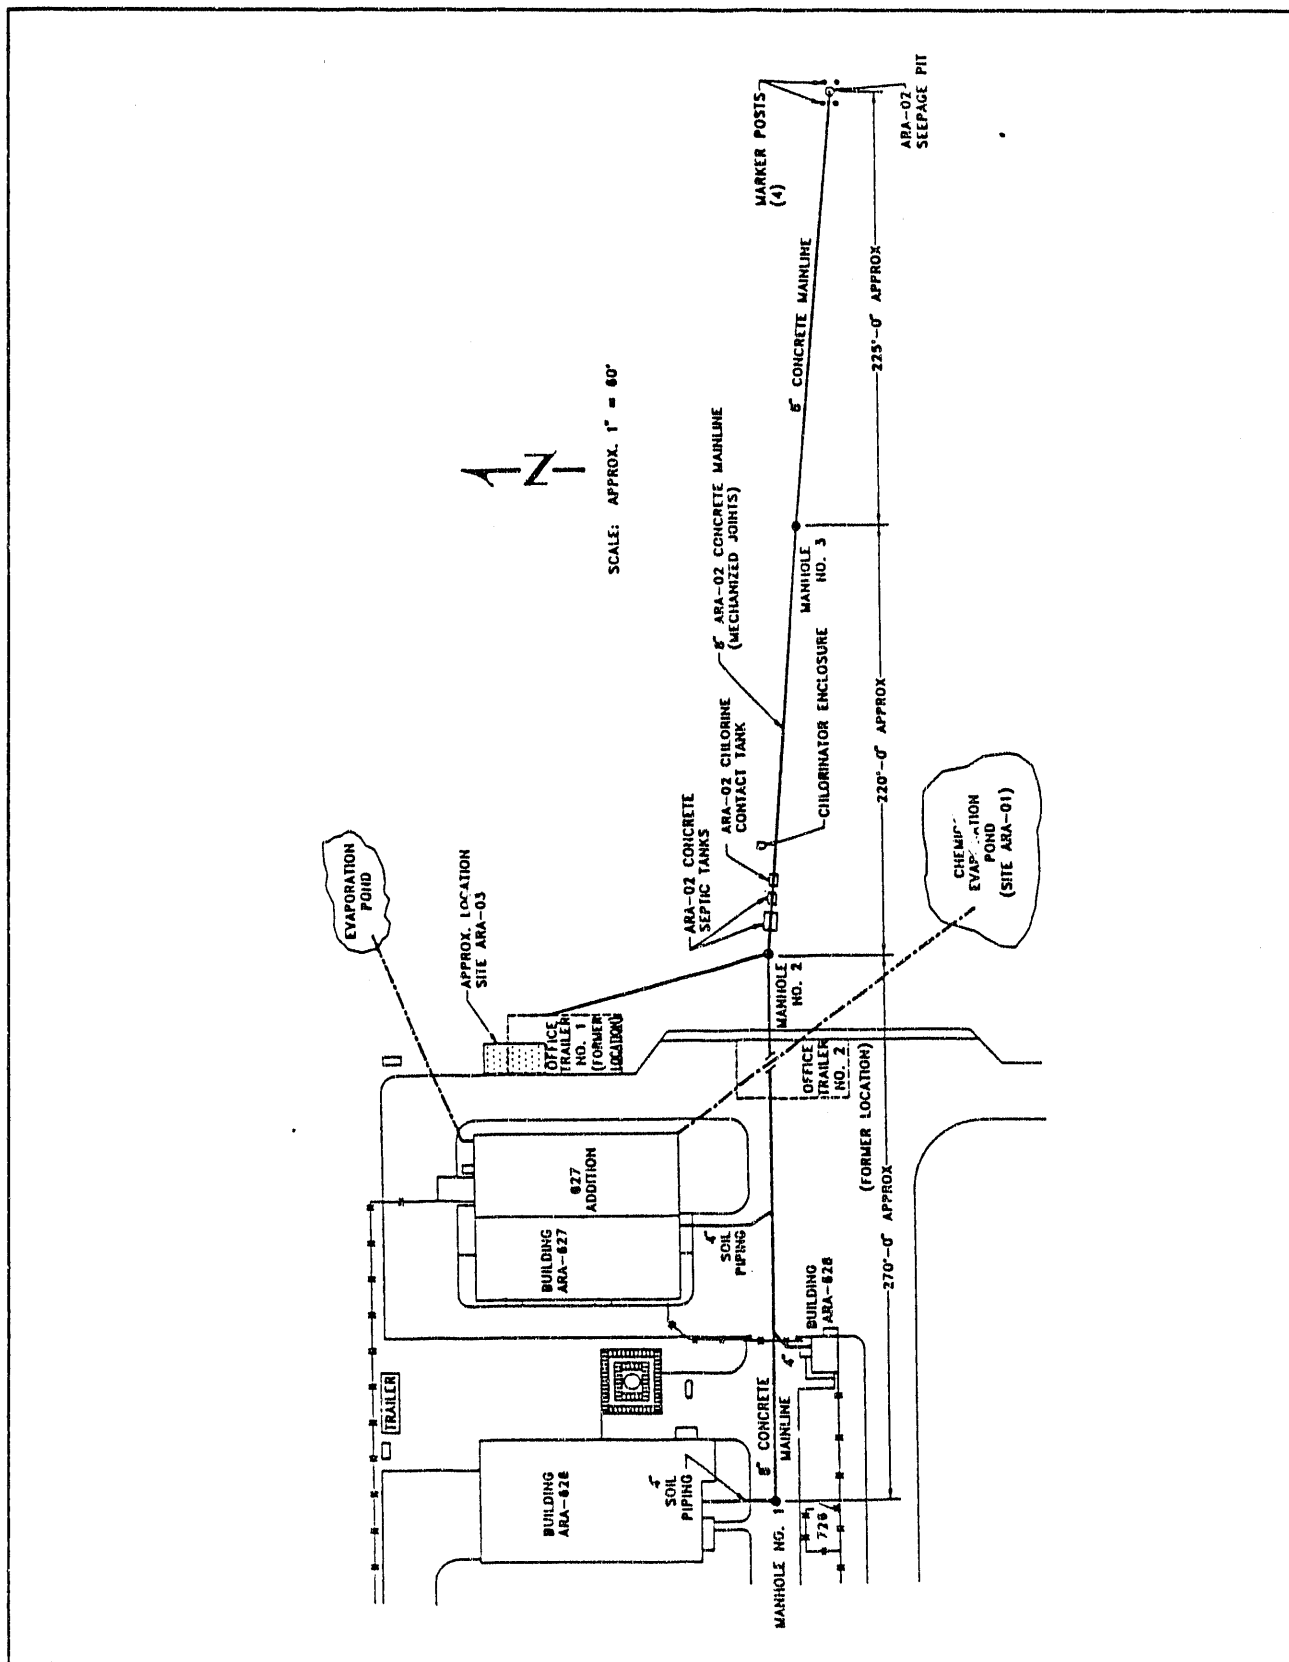 MARKER POSTS
(4)
ARA-02
SEEPAGE PIT
8" CONCRETE MAINLINE
225'-0" APPROX
N
SCALE: APPROX. 1" = 60'
8" ARA-02 CONCRETE MAINLINE
(MECHANIZED JOINTS)
MANHOLE
NO. 3
CHLORINATOR ENCLOSURE
ARA-02 CHLORINE
CONTACT TANK
ARA-02 CONCRETE
SEPTIC TANKS
220'-0" APPROX
EVAPORATION
POND
APPROX. LOCATION
SITE ARA-03
MANHOLE
NO. 2
POND
(SITE ARA-01)
OFFICE
TRAILER
NO. 1
(FORMER
LOCATION)
OFFICE
TRAILER
NO. 2
(FORMER LOCATION)
627
ADDITION
BUILDING
ARA-627
4"
SOIL
PIPING
270'-0" APPROX
BUILDING
ARA-628
4"
TRAILER
BUILDING
ARA-626
4"
SOIL
PIPING
8" CONCRETE
MAINLINE
MANHOLE NO. 1
726